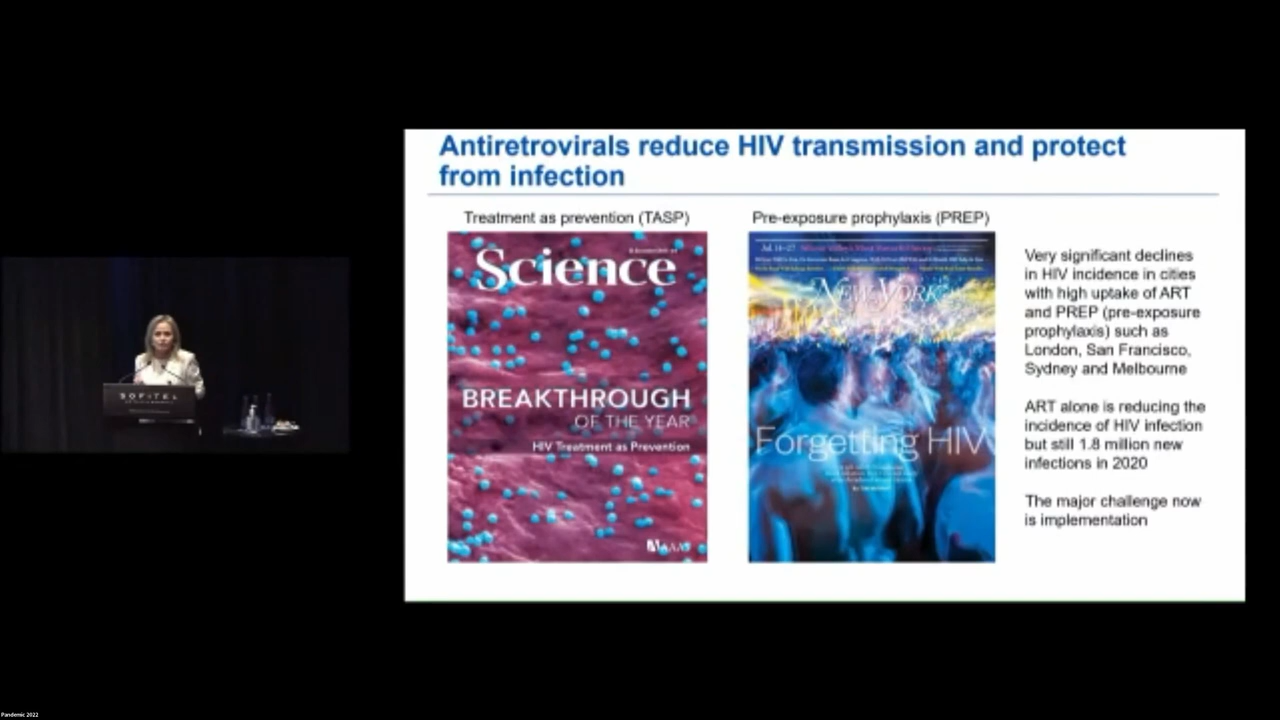 Antiretrovirals reduce HIV transmission and protect
from infection
Treatment as prevention (TASP)
Pre-exposure prophylaxis (PREP)
Science
BREAKTHROUGH
OF THE YEAR
HIV Treatment as Prevention
AAAS
NEW YORK
Forgetting HIV
Very significant declines
in HIV incidence in cities
with high uptake of ART
and PREP (pre-exposure
prophylaxis) such as
London, San Francisco,
Sydney and Melbourne
ART alone is reducing the
incidence of HIV infection
but still 1.8 million new
infections in 2020
The major challenge now
is implementation
SOFITEL
Pandemic 2022